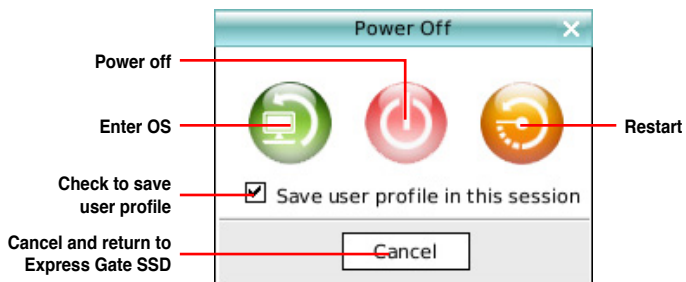 Power Off
Power off
Enter OS
Restart
Check to save
user profile
Save user profile in this session
Cancel and return to
Express Gate SSD
Cancel